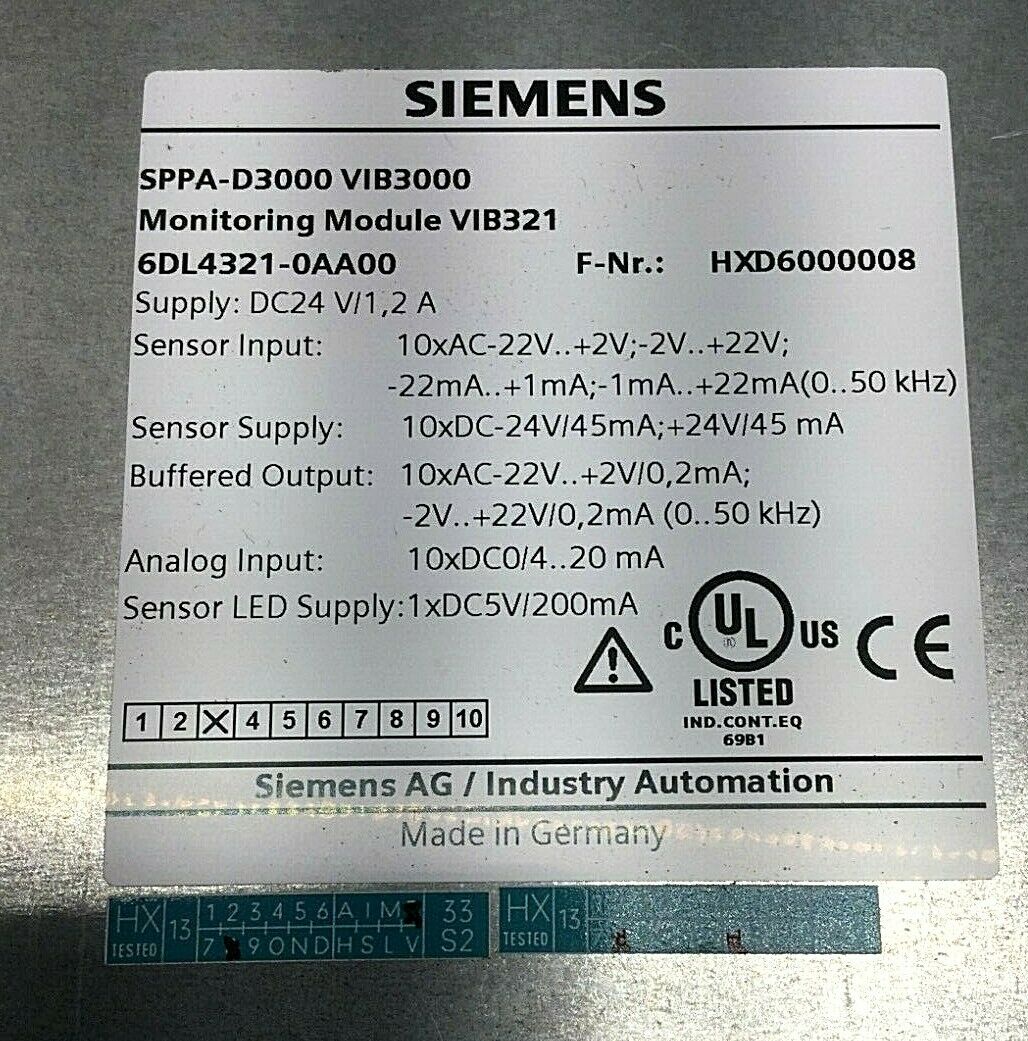 SIEMENS
SPPA-D3000 VIB3000
Monitoring Module VIB321
6DL4321-0AA00 F-Nr.: HXD6000008
Supply: DC24 V/1,2 A
Sensor Input: 10xAC-22V..+2V;-2V..+22V;
-22mA..+1mA;-1mA..+22mA(0..50 kHz)
Sensor Supply: 10xDC-24V/45mA;+24V/45 mA
Buffered Output: 10xAC-22V..+2V/0,2mA;
-2V..+22V/0,2mA (0..50 kHz)
Analog Input: 10xDC0/4..20 mA
Sensor LED Supply:1xDC5V/200mA
C UL US CE
LISTED
IND.CONT.EQ
69B1
1 2 X 4 5 6 7 8 9 10
Siemens AG / Industry Automation
Made in Germany
HX 13 1 2 3 4 5 6 A I M 33
TESTED 7 9 O N D H S L V S2
HX 13
TESTED